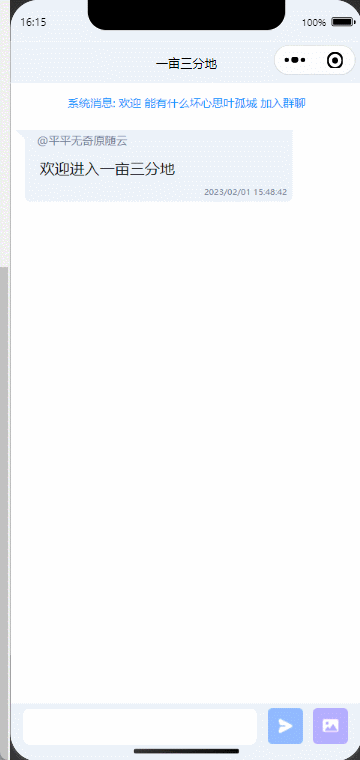 16:15
100%
一亩三分地
系统消息: 欢迎 能有什么坏心思叶孤城 加入群聊
@平平无奇原随云
欢迎进入一亩三分地
2023/02/01 15:48:42